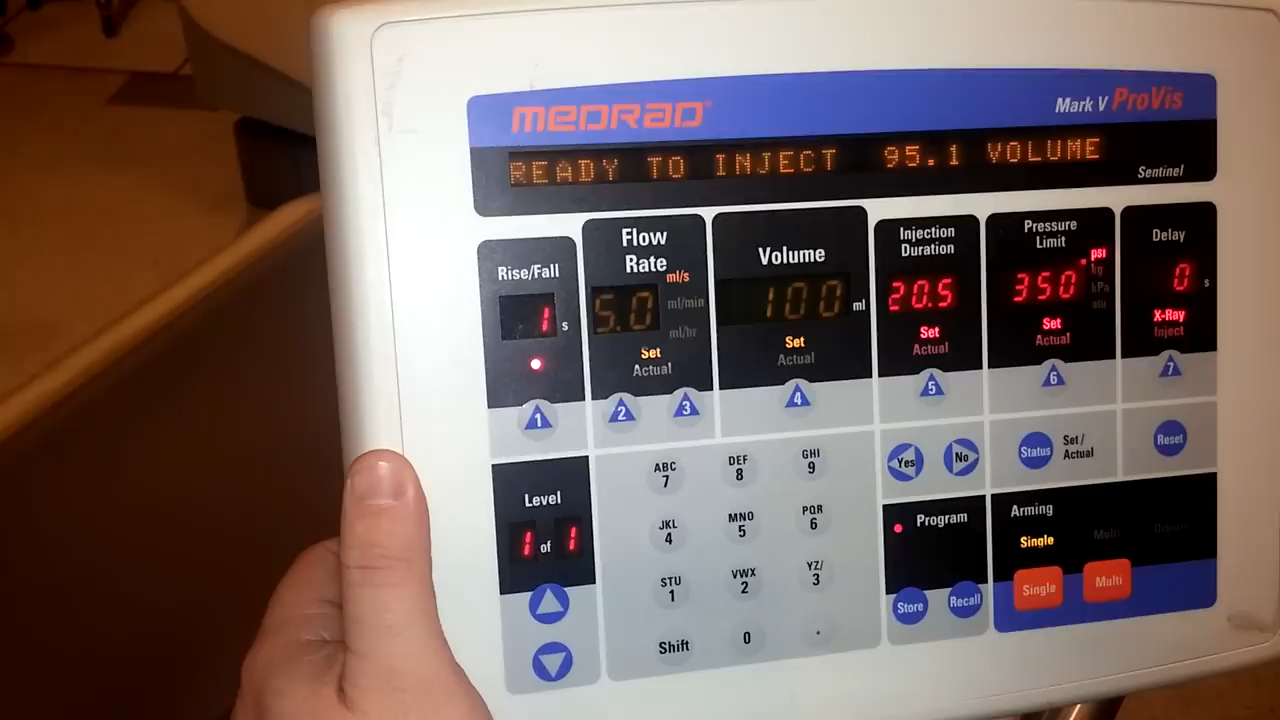 MEDRAD®
Mark V ProVis
READY TO INJECT 95.1 VOLUME
Sentinel
Rise/Fall
1 s
1
Flow Rate
5.0
ml/s
ml/min
ml/hr
Set
Actual
2
3
Volume
100 ml
Set
Actual
4
Injection Duration
20.5
Set
Actual
5
Pressure Limit
350
psi
kg
kPa
Set
Actual
6
Delay
0 s
X-Ray
Inject
7
Level
1 of 1
ABC 7
DEF 8
GHI 9
JKL 4
MNO 5
PQR 6
STU 1
VWX 2
YZ/ 3
Shift
0
.
Yes
No
Status
Set / Actual
Reset
Program
Store
Recall
Arming
Single
Multi
Single
Multi